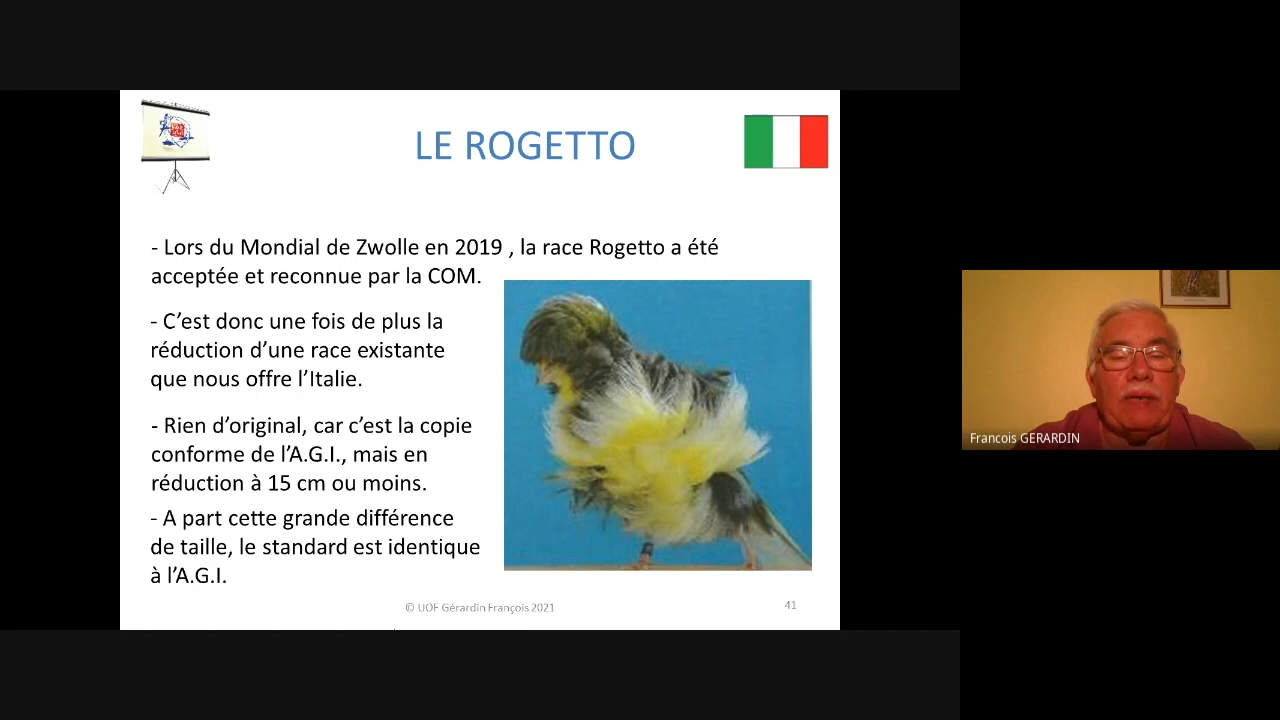 LE ROGETTO
- Lors du Mondial de Zwolle en 2019 , la race Rogetto a été
acceptée et reconnue par la COM.
- C’est donc une fois de plus la
réduction d’une race existante
que nous offre l’Italie.
- Rien d’original, car c’est la copie
conforme de l’A.G.I., mais en
réduction à 15 cm ou moins.
- A part cette grande différence
de taille, le standard est identique
à l’A.G.I.
© UOF Gérardin François 2021
41
Francois GERARDIN